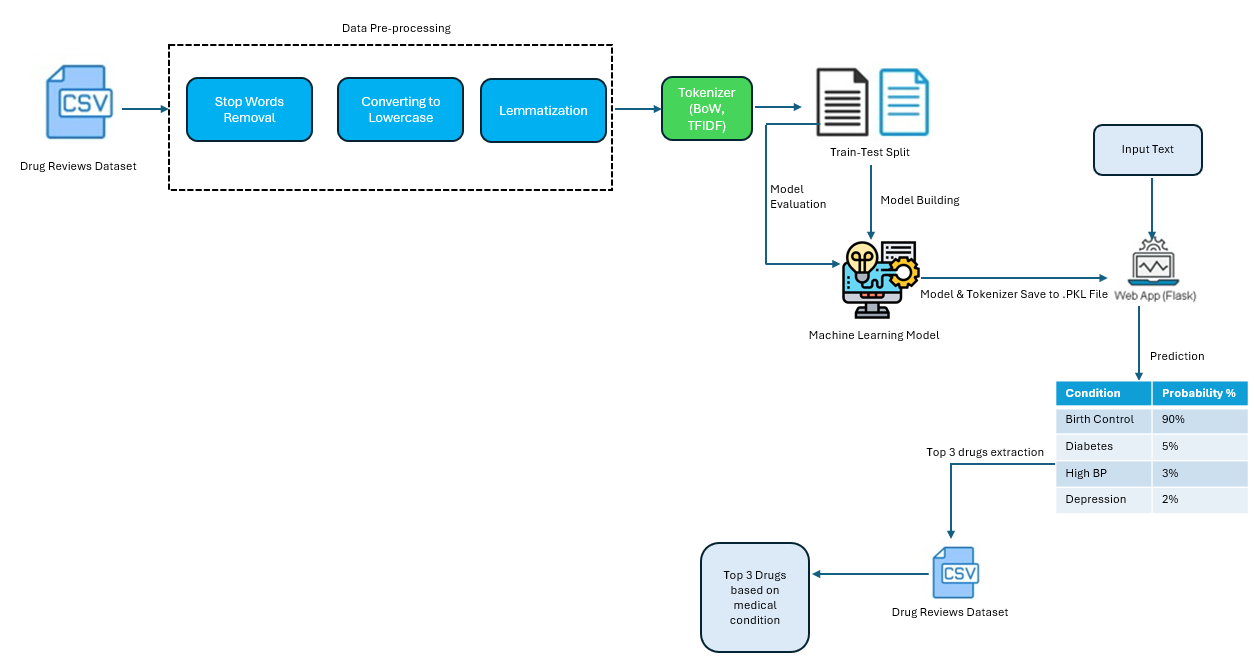 Data Pre-processing
CSV
Stop Words
Removal
Converting to
Lowercase
Lemmatization
Tokenizer
(BoW,
TFIDF)
Drug Reviews Dataset
Train-Test Split
Input Text
Model
Evaluation
Model Building
Model & Tokenizer Save to .PKL File
Web App (Flask)
Machine Learning Model
Prediction
Condition Probability %
Birth Control 90%
Diabetes 5%
High BP 3%
Depression 2%
Top 3 drugs extraction
CSV
Drug Reviews Dataset
Top 3 Drugs
based on
medical
condition